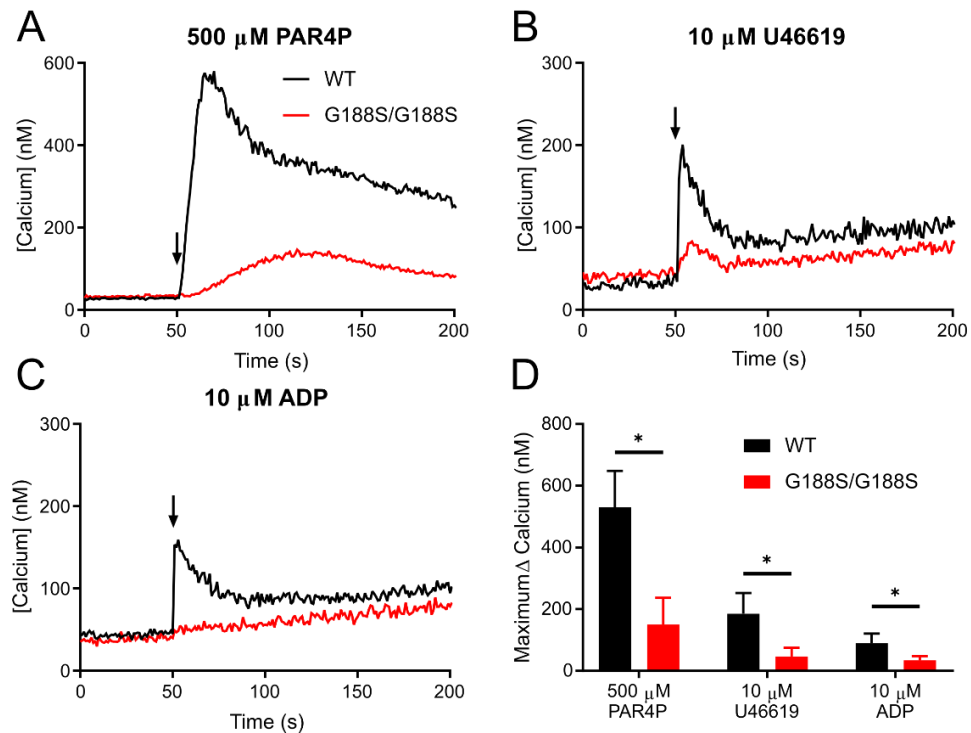 A
500 μM PAR4P
[Calcium] (nM)
600
400
200
0
WT
G188S/G188S
0 50 100 150 200
Time (s)
B
10 μM U46619
[Calcium] (nM)
300
200
100
0
0 50 100 150 200
Time (s)
C
10 μM ADP
[Calcium] (nM)
300
200
100
0
0 50 100 150 200
Time (s)
D
Maximum Δ Calcium (nM)
800
600
400
200
0
WT
G188S/G188S
*
*
*
500 μM
PAR4P
10 μM
U46619
10 μM
ADP